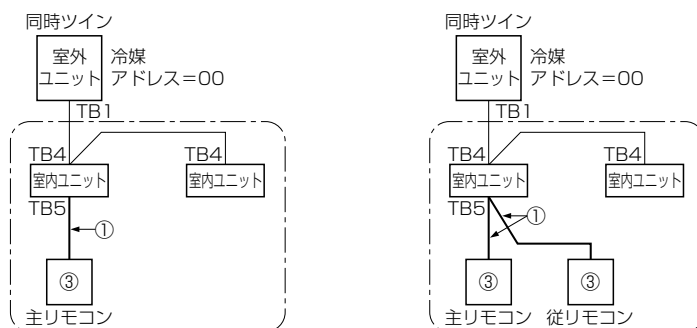 同時ツイン
室外
ユニット
冷媒
アドレス=00
TB1
TB4
室内ユニット
TB4
室内ユニット
TB5
①
③
主リモコン
同時ツイン
室外
ユニット
冷媒
アドレス=00
TB1
TB4
室内ユニット
TB4
室内ユニット
TB5
①
③
③
主リモコン 従リモコン